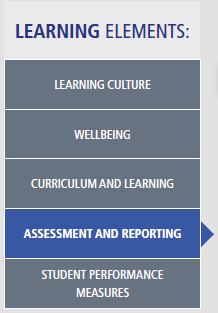 LEARNING ELEMENTS:
LEARNING CULTURE
WELLBEING
CURRICULUM AND LEARNING
ASSESSMENT AND REPORTING
STUDENT PERFORMANCE
MEASURES